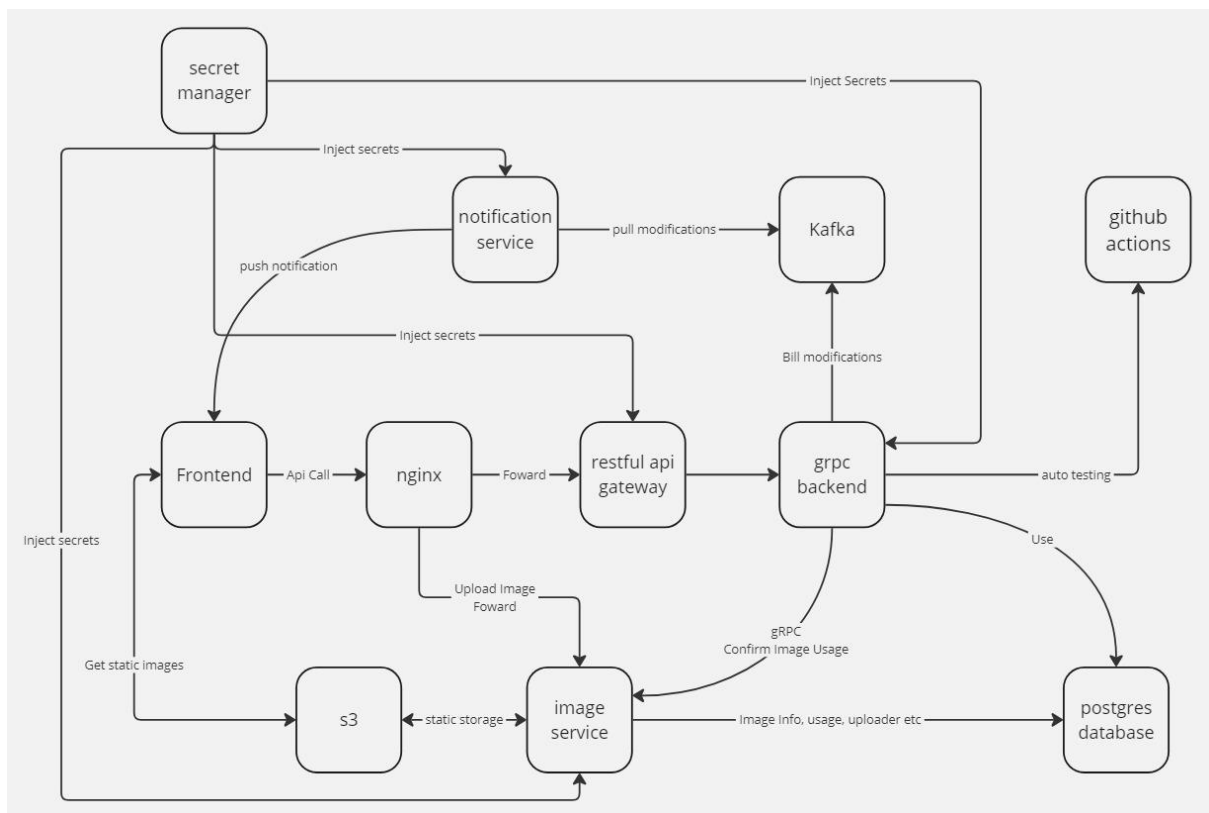 secret
manager
Inject Secrets
Inject secrets
notification
service
pull modifications
Kafka
github
actions
push notification
Inject secrets
Bill modifications
Frontend
Api Call
nginx
Foward
restful api
gateway
grpc
backend
auto testing
Inject secrets
Use
Upload Image
Foward
gRPC
Confirm Image Usage
Get static images
s3
static storage
image
service
Image Info, usage, uploader etc
postgres
database